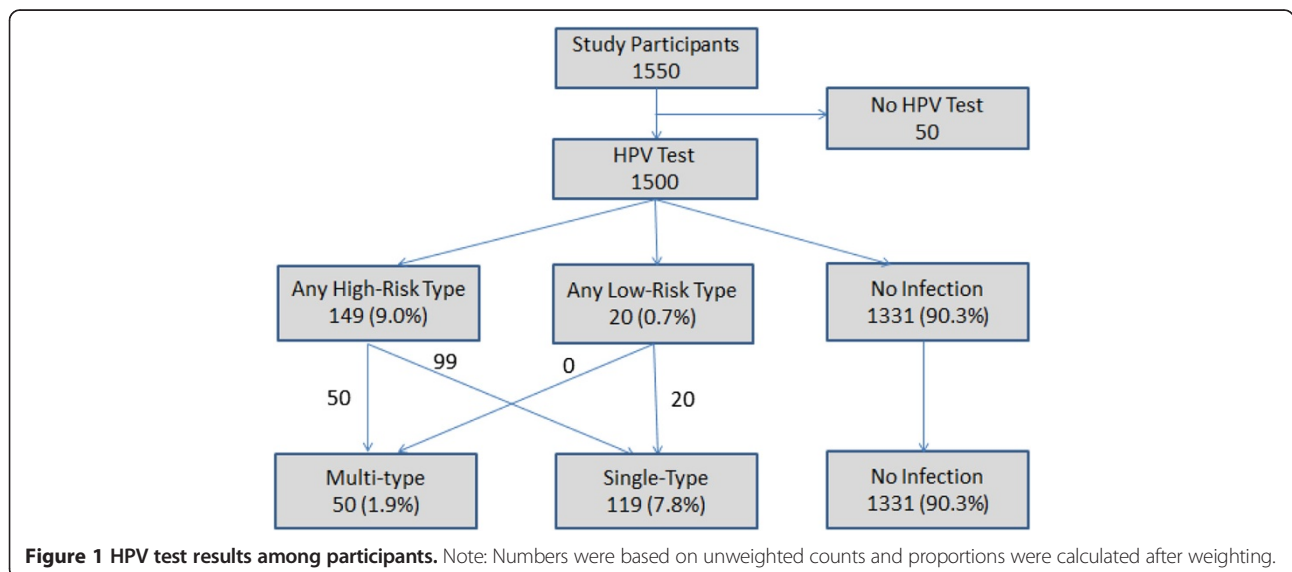 Study Participants
1550
No HPV Test
50
HPV Test
1500
Any High-Risk Type
149 (9.0%)
Any Low-Risk Type
20 (0.7%)
No Infection
1331 (90.3%)
50
99
0
20
Multi-type
50 (1.9%)
Single-Type
119 (7.8%)
No Infection
1331 (90.3%)
Figure 1 HPV test results among participants. Note: Numbers were based on unweighted counts and proportions were calculated after weighting.